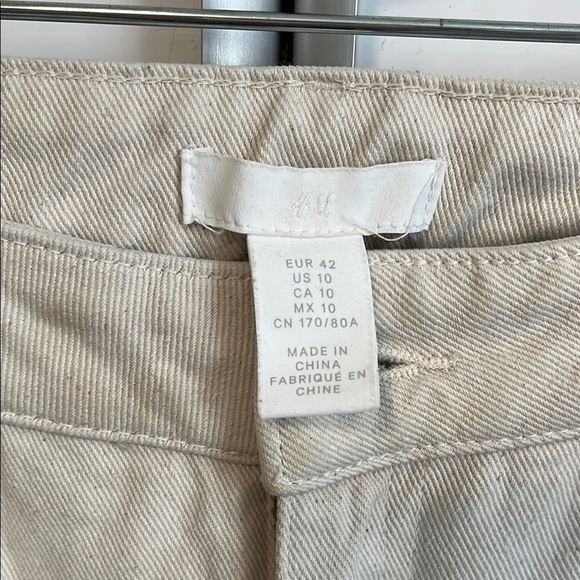 H&M
EUR 42
US 10
CA 10
MX 10
CN 170/80A
MADE IN
CHINA
FABRIQUÉ EN
CHINE